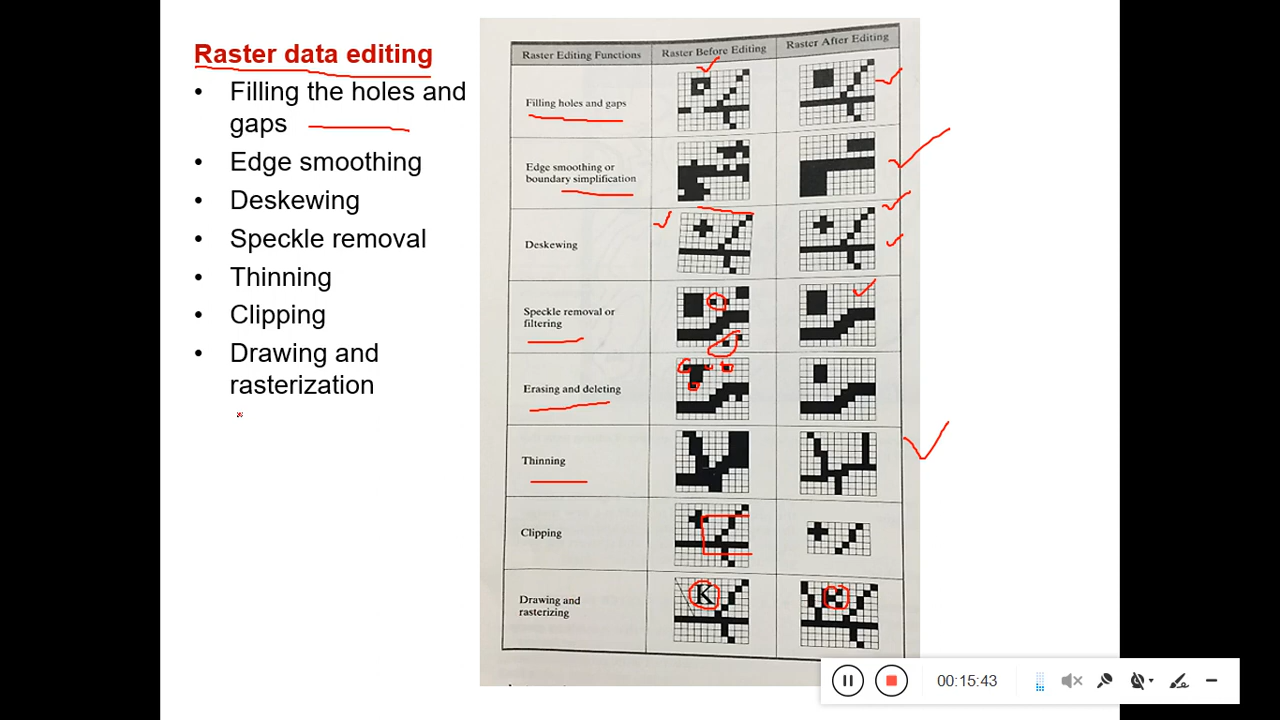 Raster data editing
• Filling the holes and
gaps
• Edge smoothing
• Deskewing
• Speckle removal
• Thinning
• Clipping
• Drawing and
rasterization
Raster Editing Functions Raster Before Editing Raster After Editing
Filling holes and gaps
Edge smoothing or
boundary simplification
Deskewing
Speckle removal or
filtering
Erasing and deleting
Thinning
Clipping
Drawing and
rasterizing
K
00:15:43